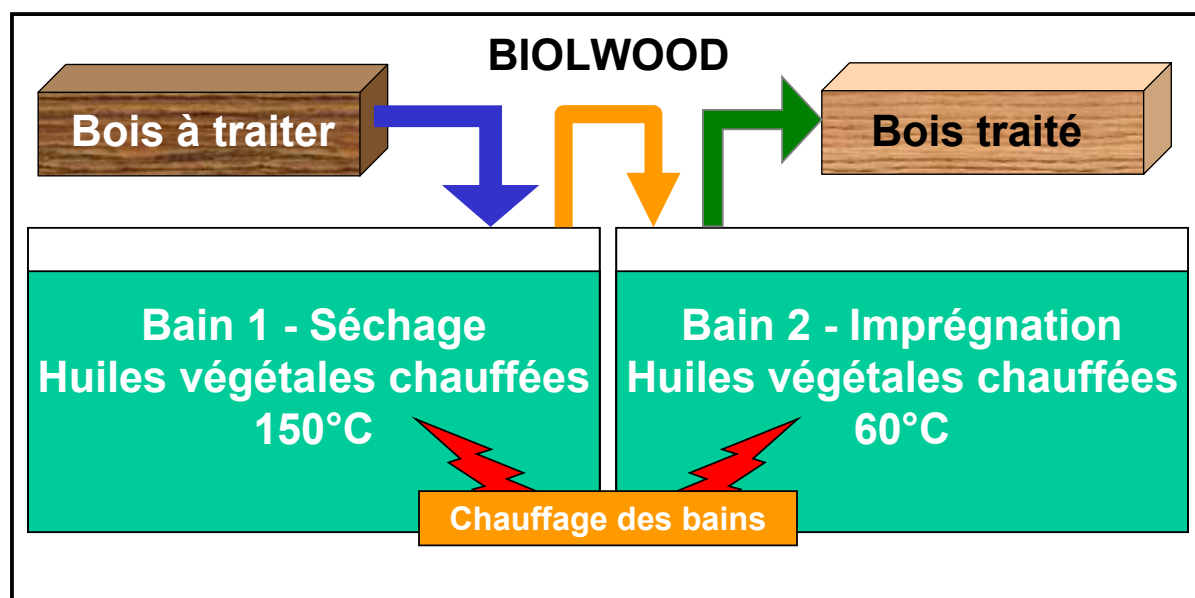 BIOLWOOD
Bois à traiter
Bois traité
Bain 1 - Séchage
Huiles végétales chauffées
150°C
Bain 2 - Imprégnation
Huiles végétales chauffées
60°C
Chauffage des bains